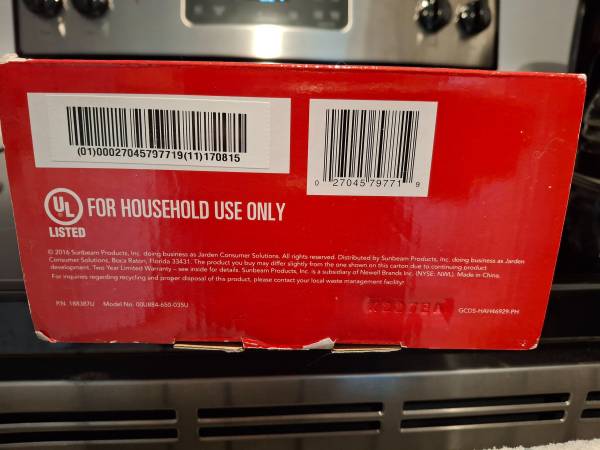 (01)00027045797719(11)170815
0 27045 79771 9
UL
LISTED
FOR HOUSEHOLD USE ONLY
© 2016 Sunbeam Products, Inc. doing business as Jarden Consumer Solutions. All rights reserved. Distributed by Sunbeam Products, Inc. doing business as Jarden
Consumer Solutions, Boca Raton, Florida 33431. The product you buy may differ slightly from the one shown on this carton due to continuing product
development. Two Year Limited Warranty – see inside for details. Sunbeam Products, Inc. is a subsidiary of Newell Brands Inc. (NYSE: NWL). Made in China.
For inquires regarding recycling and proper disposal of this product, please contact your local waste management facility.
P.N. 188387U Model No. 00U884-650-035U
GCDS-HAH46929-PH